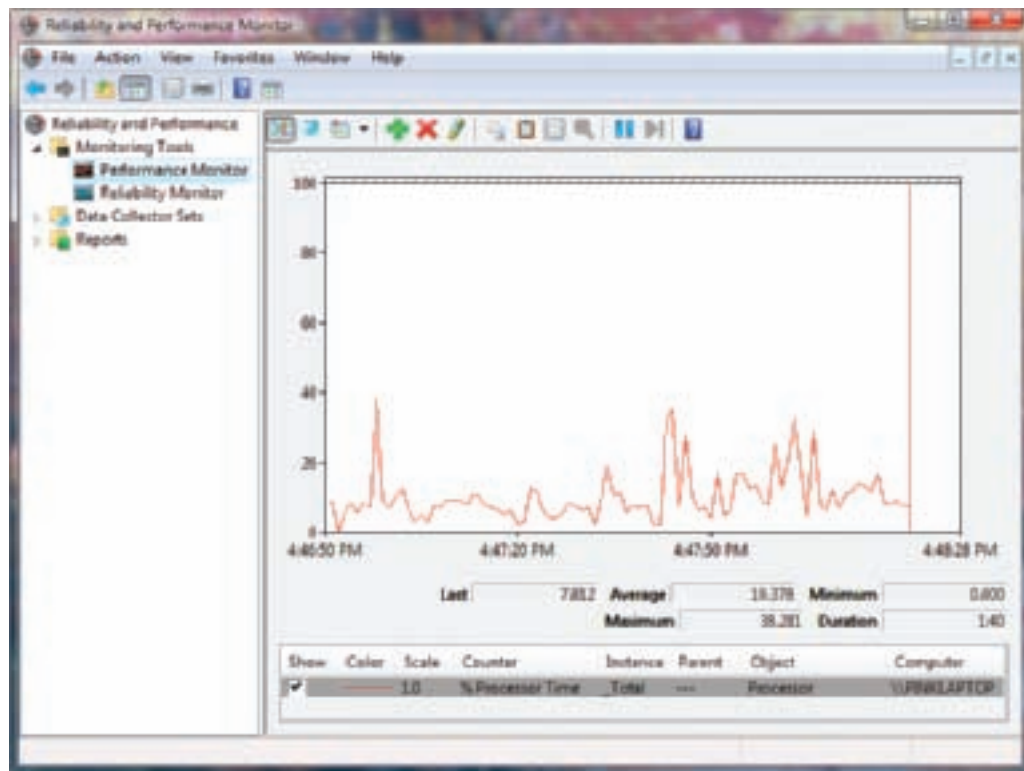 Reliability and Performance Monitor
File Action View Favorites Window Help
Reliability and Performance
Monitoring Tools
Performance Monitor
Reliability Monitor
Data Collector Sets
Reports
100
80
60
40
20
0
4:46:50 PM 4:47:20 PM 4:47:50 PM 4:48:28 PM
Last 7.812 Average Minimum 0.000
Maximum 38.281 Duration 1:40
Show Color Scale Counter Instance Parent Object Computer
1.0 % Processor Time _Total --- Processor \\PINKLAPTOP